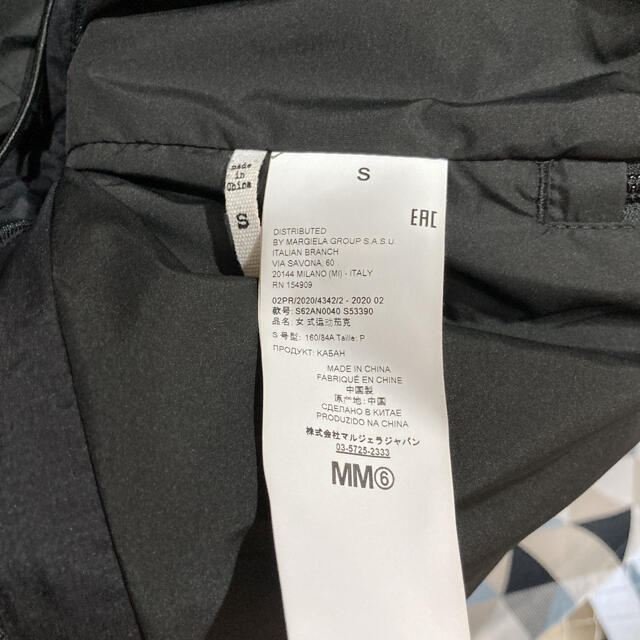 made
in
China
S
S
EAC
DISTRIBUTED
BY MARGIELA GROUP S.A.S.U.
ITALIAN BRANCH
VIA SAVONA, 60
20144 MILANO (MI) - ITALY
RN 154909
02PR/2020/4342/2 - 2020 02
款号: S62AN0040 S53390
品名: 女式运动茄克
S 号型: 160/84A Taille: P
ПРОДУКТ: КАБАН
MADE IN CHINA
FABRIQUÉ EN CHINE
中国製
原产地: 中国
СДЕЛАНО В КИТАЕ
PRODUZIDO NA CHINA
株式会社マルジェラジャパン
03-5725-2333
MM⑥